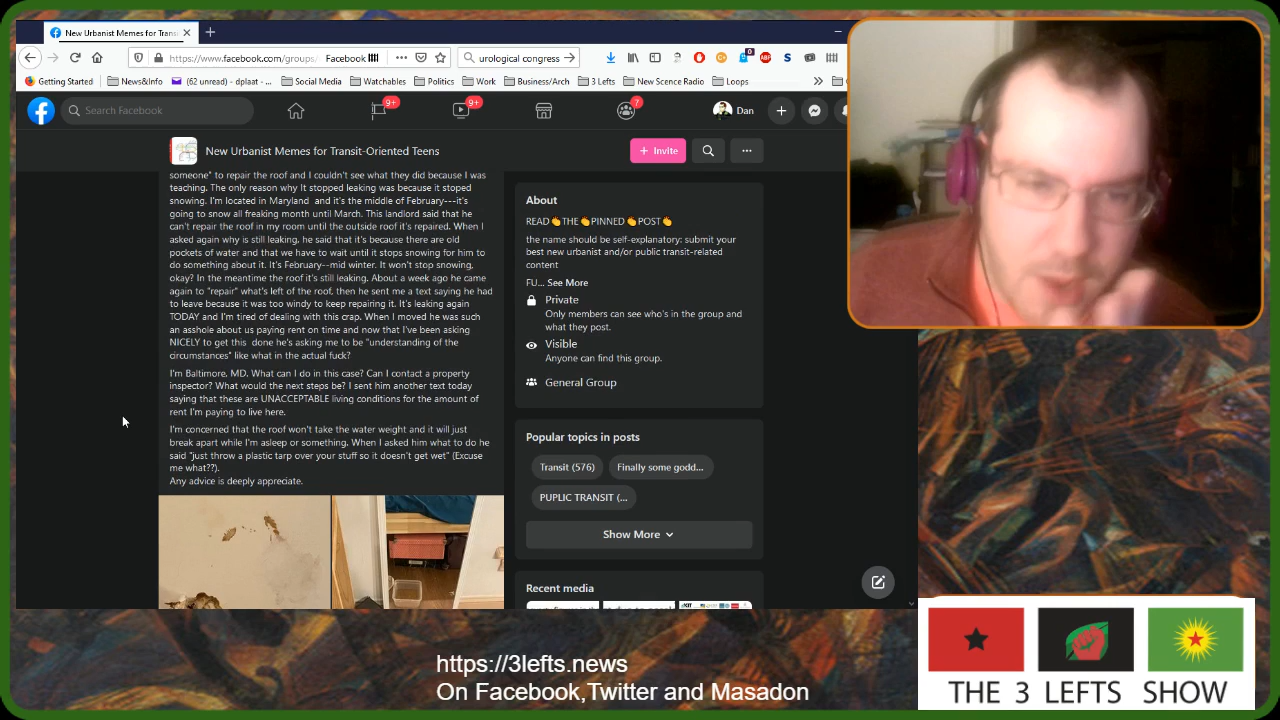 New Urbanist Memes for Trans
https://www.facebook.com/groups/
Facebook
urological congress
Getting Started
News&Info
(62 unread) - dplaat -
Social Media
Watchables
Politics
Work
Business/Arch
3 Lefts
New Scence Radio
Loops
Search Facebook
9+
9+
7
Dan
New Urbanist Memes for Transit-Oriented Teens
+ Invite
someone" to repair the roof and I couldn't see what they did because I was
teaching. The only reason why It stopped leaking was because it stoped
snowing. I'm located in Maryland and it's the middle of February---it's
going to snow all freaking month until March. This landlord said that he
can't repair the roof in my room until the outside roof it's repaired. When I
asked again why is still leaking, he said that it's because there are old
pockets of water and that we have to wait until it stops snowing for him to
do something about it. It's February--mid winter. It won't stop snowing,
okay? In the meantime the roof it's still leaking. About a week ago he came
again to "repair" what's left of the roof, then he sent me a text saying he had
to leave because it was too windy to keep repairing it. It's leaking again
TODAY and I'm tired of dealing with this crap. When I moved he was such
an asshole about us paying rent on time and now that I've been asking
NICELY to get this done he's asking me to be "understanding of the
circumstances" like what in the actual fuck?
I'm Baltimore, MD. What can I do in this case? Can I contact a property
inspector? What would the next steps be? I sent him another text today
saying that these are UNACCEPTABLE living conditions for the amount of
rent I'm paying to live here.
I'm concerned that the roof won't take the water weight and it will just
break apart while I'm asleep or something. When I asked him what to do he
said "just throw a plastic tarp over your stuff so it doesn't get wet" (Excuse
me what??).
Any advice is deeply appreciate.
About
READ👏THE👏PINNED👏POST👏
the name should be self-explanatory: submit your
best new urbanist and/or public transit-related
content
FU... See More
Private
Only members can see who's in the group and
what they post.
Visible
Anyone can find this group.
General Group
Popular topics in posts
Transit (576)
Finally some godd...
PUPLIC TRANSIT (...
Show More
Recent media
https://3lefts.news
On Facebook,Twitter and Masadon
THE 3 LEFTS SHOW